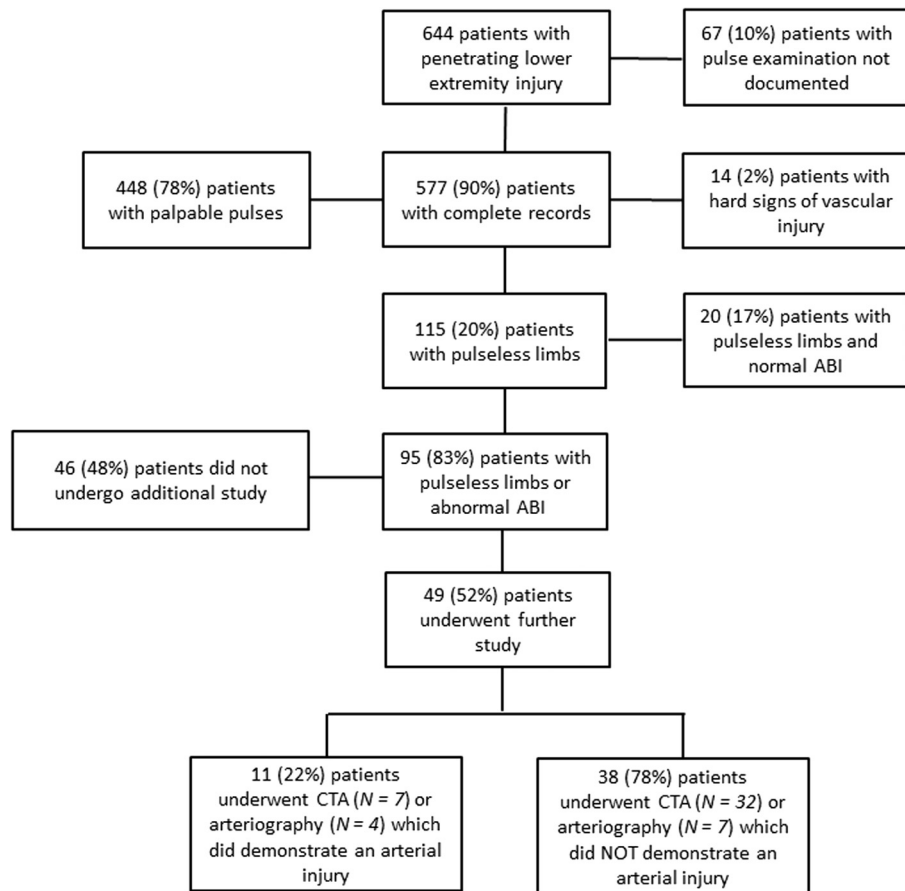 644 patients with
penetrating lower
extremity injury
67 (10%) patients with
pulse examination not
documented
448 (78%) patients
with palpable pulses
577 (90%) patients
with complete records
14 (2%) patients with
hard signs of vascular
injury
115 (20%) patients
with pulseless limbs
20 (17%) patients with
pulseless limbs and
normal ABI
46 (48%) patients did not
undergo additional study
95 (83%) patients with
pulseless limbs or
abnormal ABI
49 (52%) patients
underwent further
study
11 (22%) patients
underwent CTA (N = 7) or
arteriography (N = 4) which
did demonstrate an arterial
injury
38 (78%) patients
underwent CTA (N = 32) or
arteriography (N = 7) which
did NOT demonstrate an
arterial injury